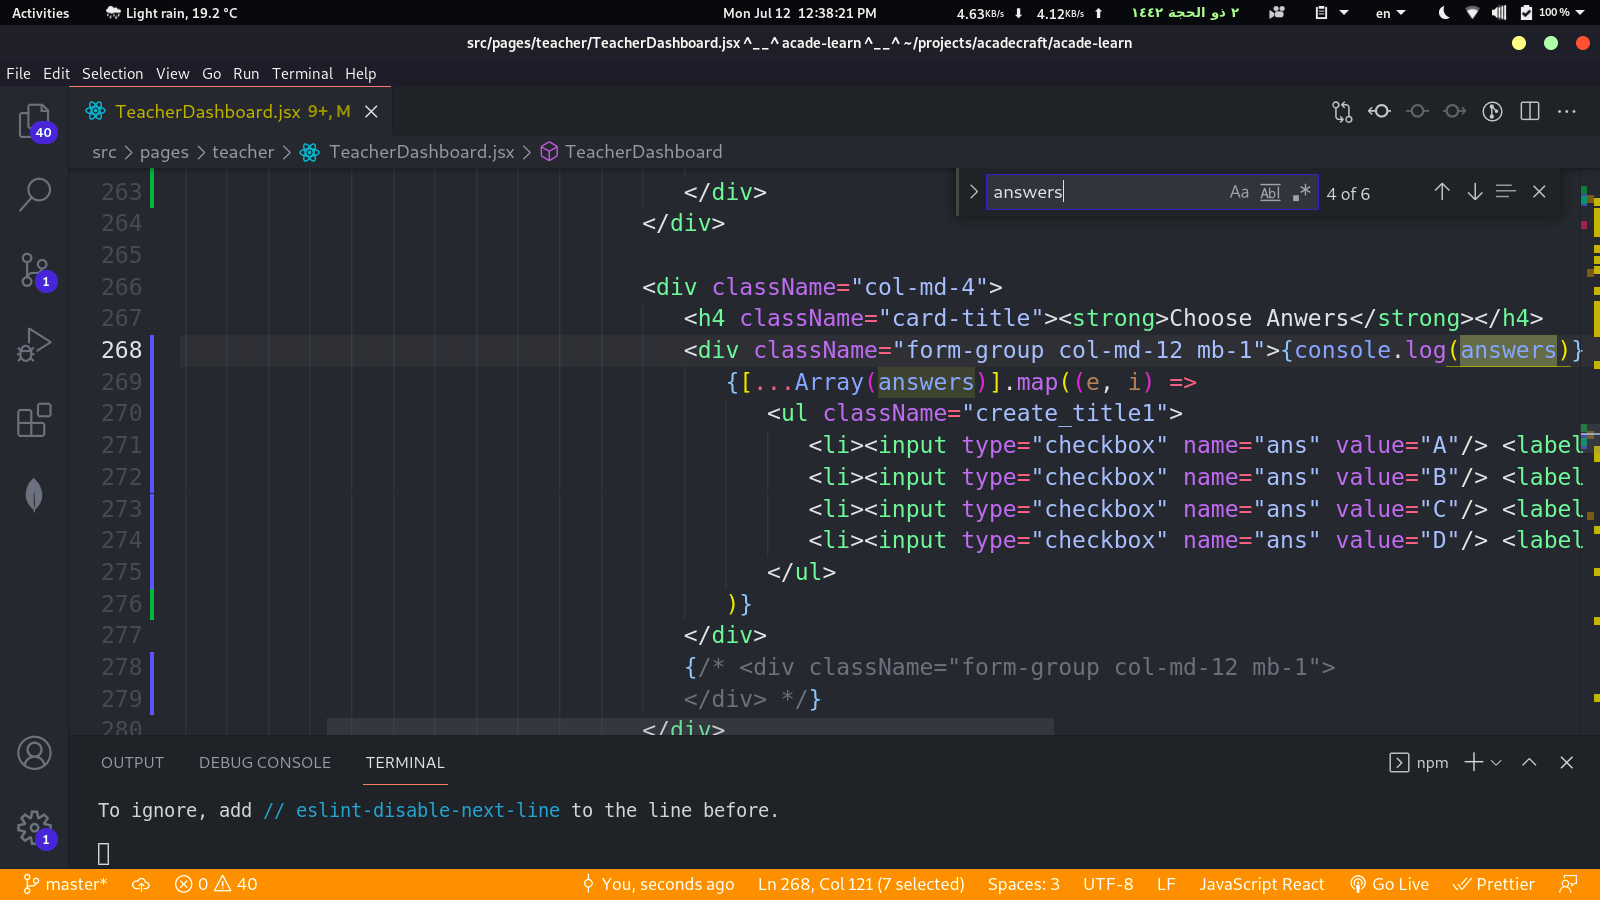 Activities
Light rain, 19.2 °C
Mon Jul 12 12:38:21 PM
4.63KB/s
4.12KB/s
٢ ذو الحجة ١٤٤٢
en
100 %
src/pages/teacher/TeacherDashboard.jsx ^__^ acade-learn ^__^ ~/projects/acadecraft/acade-learn
File Edit Selection View Go Run Terminal Help
TeacherDashboard.jsx 9+, M
40
src > pages > teacher > TeacherDashboard.jsx > TeacherDashboard
answers
Aa Abl .* 4 of 6
263 </div>
264 </div>
265
266 <div className="col-md-4">
267 <h4 className="card-title"><strong>Choose Anwers</strong></h4>
268 <div className="form-group col-md-12 mb-1">{console.log(answers)}
269 {[...Array(answers)].map((e, i) =>
270 <ul className="create_title1">
271 <li><input type="checkbox" name="ans" value="A"/> <label
272 <li><input type="checkbox" name="ans" value="B"/> <label
273 <li><input type="checkbox" name="ans" value="C"/> <label
274 <li><input type="checkbox" name="ans" value="D"/> <label
275 </ul>
276 )}
277 </div>
278 {/* <div className="form-group col-md-12 mb-1">
279 </div> */}
280 </div>
1
OUTPUT DEBUG CONSOLE TERMINAL
npm
To ignore, add // eslint-disable-next-line to the line before.
1
master* 0 40 You, seconds ago Ln 268, Col 121 (7 selected) Spaces: 3 UTF-8 LF JavaScript React Go Live Prettier